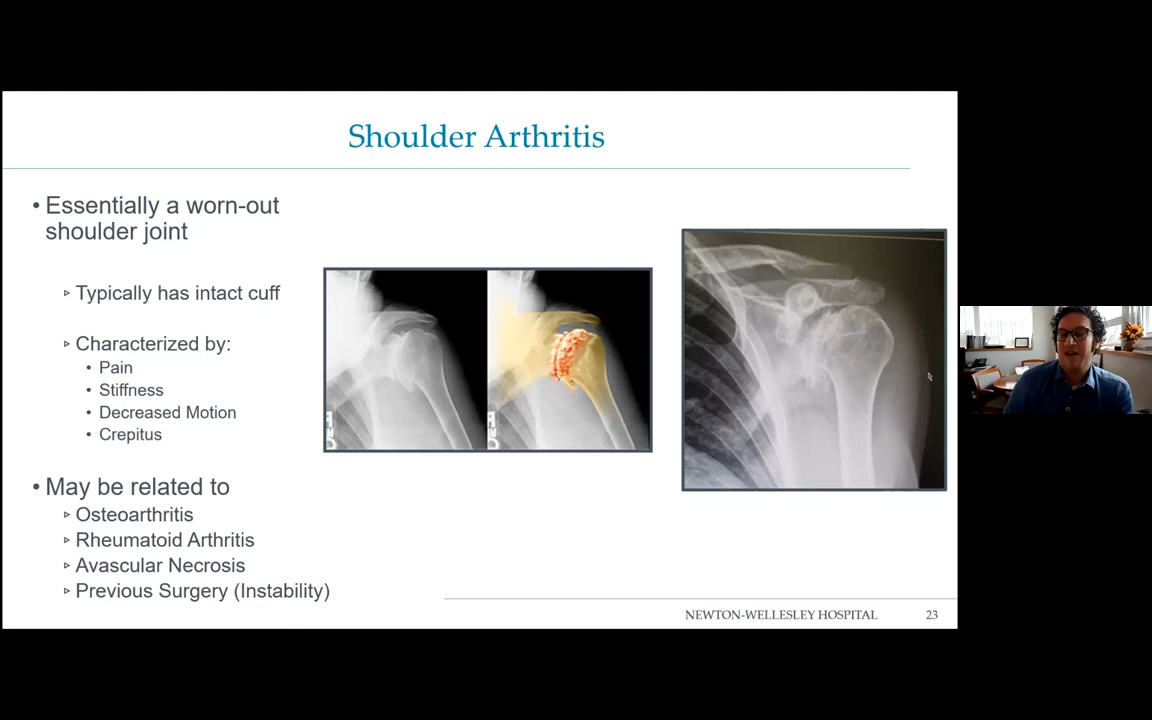 Shoulder Arthritis
• Essentially a worn-out
shoulder joint
▹ Typically has intact cuff
▹ Characterized by:
• Pain
• Stiffness
• Decreased Motion
• Crepitus
• May be related to
▹ Osteoarthritis
▹ Rheumatoid Arthritis
▹ Avascular Necrosis
▹ Previous Surgery (Instability)
NEWTON-WELLESLEY HOSPITAL 23